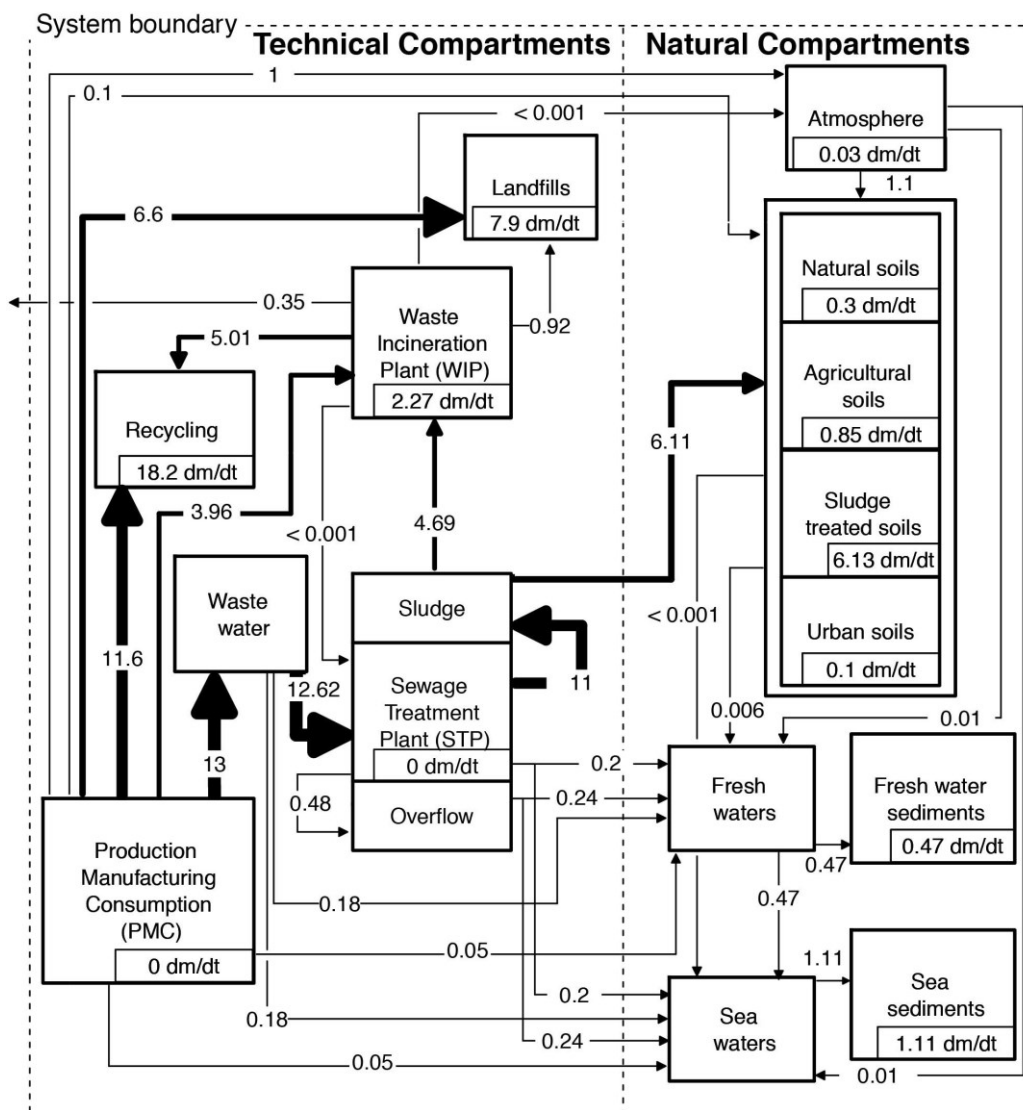 System boundary
Technical Compartments
Natural Compartments
1
0.1
< 0.001
Atmosphere
0.03 dm/dt
1.1
Landfills
7.9 dm/dt
6.6
Natural soils
0.3 dm/dt
0.35
Waste
Incineration
Plant (WIP)
2.27 dm/dt
0.92
5.01
Recycling
18.2 dm/dt
Agricultural
soils
0.85 dm/dt
6.11
3.96
< 0.001
4.69
Sludge
treated soils
6.13 dm/dt
Waste
water
Sludge
< 0.001
Urban soils
0.1 dm/dt
11.6
12.62
Sewage
Treatment
Plant (STP)
0 dm/dt
11
0.006
0.01
13
0.48
Overflow
0.2
0.24
Fresh
waters
Fresh water
sediments
0.47 dm/dt
0.47
0.47
Production
Manufacturing
Consumption
(PMC)
0 dm/dt
0.18
0.05
1.11
Sea
sediments
1.11 dm/dt
Sea
waters
0.2
0.18
0.24
0.05
0.01